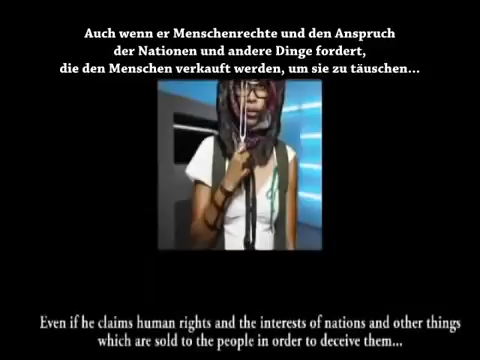 Auch wenn er Menschenrechte und den Anspruch
der Nationen und andere Dinge fordert,
die den Menschen verkauft werden, um sie zu täuschen...
Even if he claims human rights and the interests of nations and other things
which are sold to the people in order to deceive them...